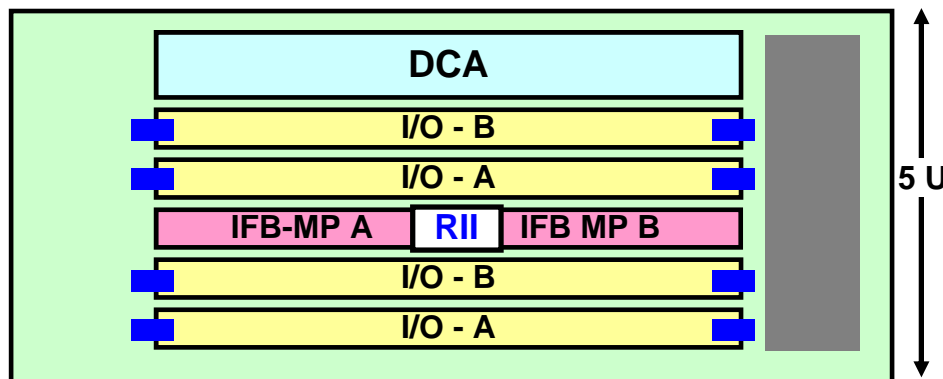 DCA
I/O - B
I/O - A
5 U
IFB-MP A RII IFB MP B
I/O - B
I/O - A